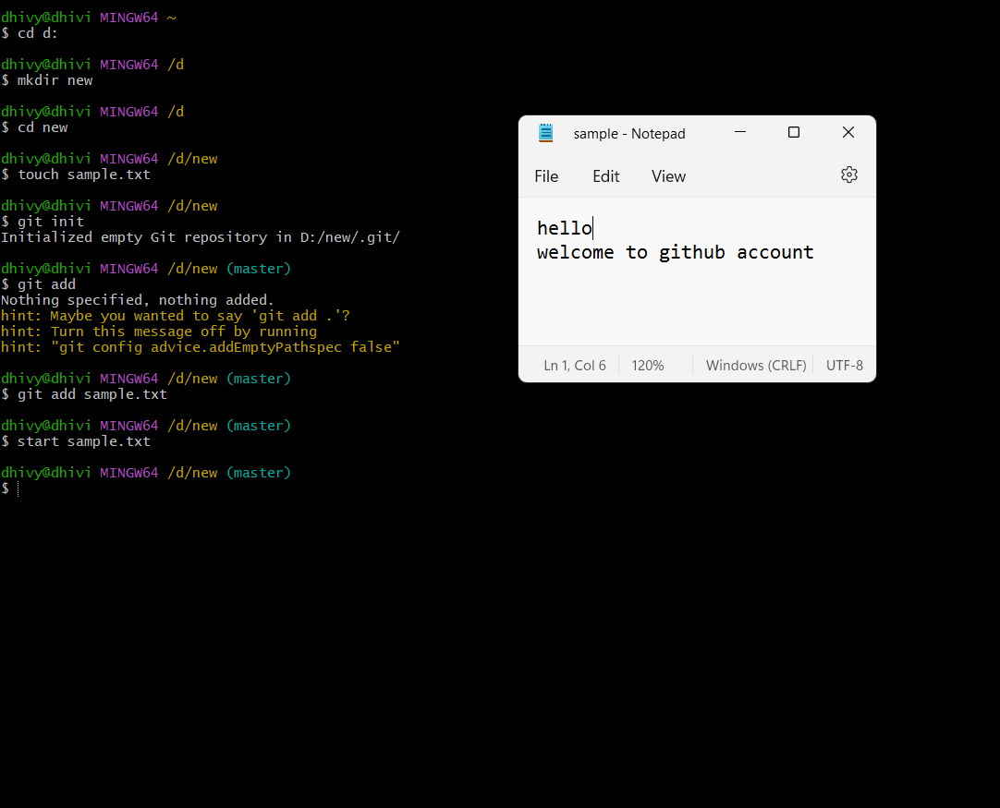 dhivy@dhivi MINGW64 ~
$ cd d:
dhivy@dhivi MINGW64 /d
$ mkdir new
dhivy@dhivi MINGW64 /d
$ cd new
dhivy@dhivi MINGW64 /d/new
$ touch sample.txt
dhivy@dhivi MINGW64 /d/new
$ git init
Initialized empty Git repository in D:/new/.git/
dhivy@dhivi MINGW64 /d/new (master)
$ git add
Nothing specified, nothing added.
hint: Maybe you wanted to say 'git add .'?
hint: Turn this message off by running
hint: "git config advice.addEmptyPathspec false"
dhivy@dhivi MINGW64 /d/new (master)
$ git add sample.txt
dhivy@dhivi MINGW64 /d/new (master)
$ start sample.txt
dhivy@dhivi MINGW64 /d/new (master)
$
sample - Notepad
File Edit View
hello
welcome to github account
Ln 1, Col 6 120% Windows (CRLF) UTF-8